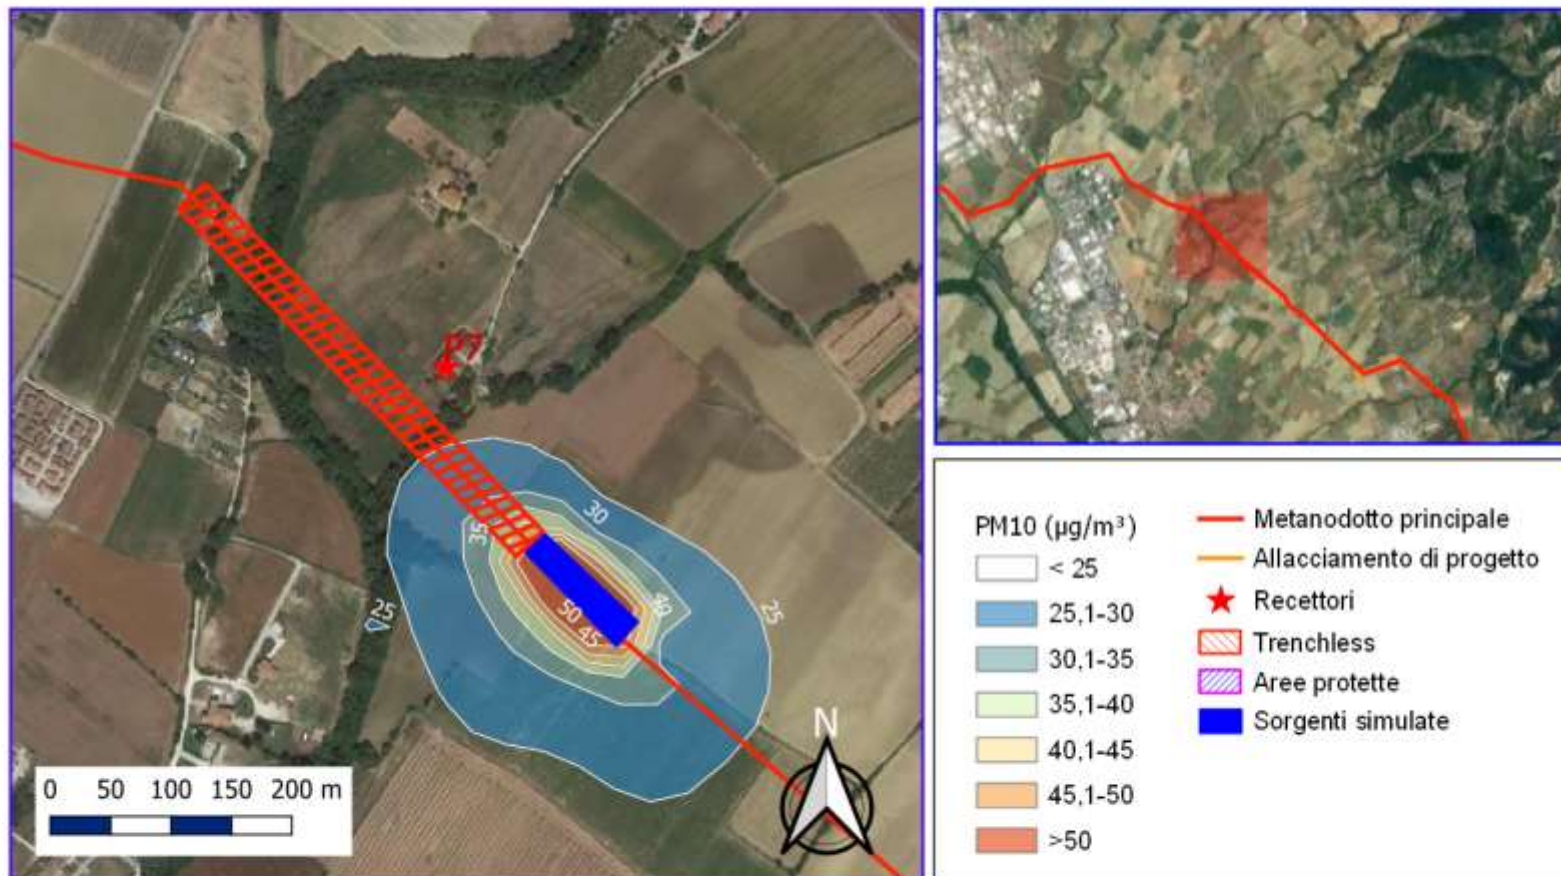 P7
30
35
25
40
25
50
45
N
0 50 100 150 200 m
PM10 (µg/m³)
< 25
25,1-30
30,1-35
35,1-40
40,1-45
45,1-50
>50
Metanodotto principale
Allacciamento di progetto
Recettori
Trenchless
Aree protette
Sorgenti simulate